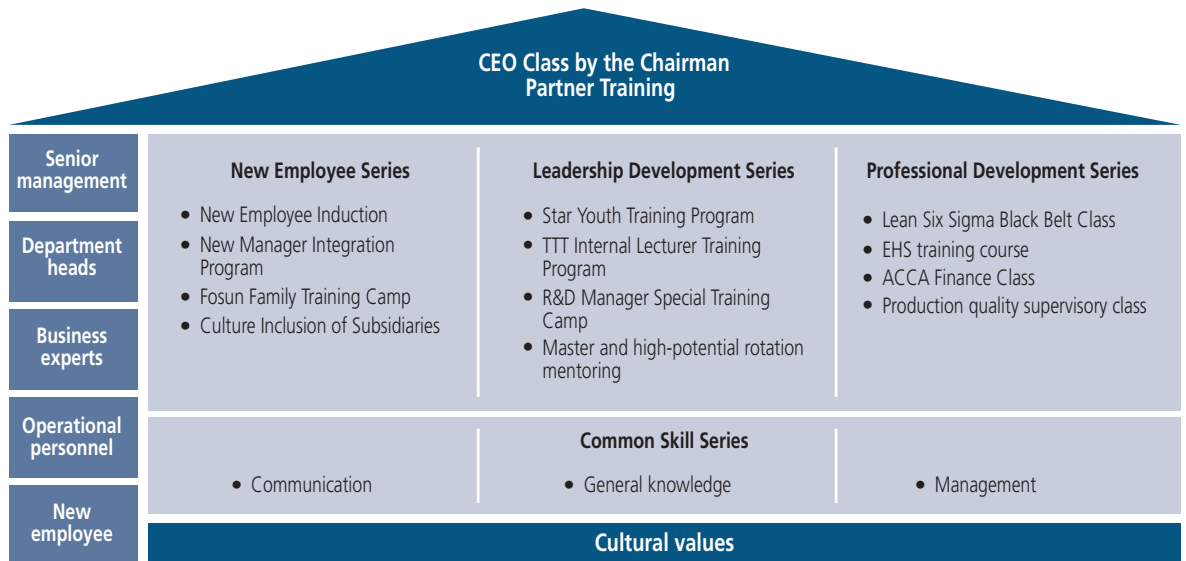 CEO Class by the Chairman
Partner Training
Senior
management
Department
heads
Business
experts
Operational
personnel
New
employee
New Employee Series
• New Employee Induction
• New Manager Integration
Program
• Fosun Family Training Camp
• Culture Inclusion of Subsidiaries
Leadership Development Series
• Star Youth Training Program
• TTT Internal Lecturer Training
Program
• R&D Manager Special Training
Camp
• Master and high-potential rotation
mentoring
Professional Development Series
• Lean Six Sigma Black Belt Class
• EHS training course
• ACCA Finance Class
• Production quality supervisory class
Common Skill Series
• Communication
• General knowledge
• Management
Cultural values